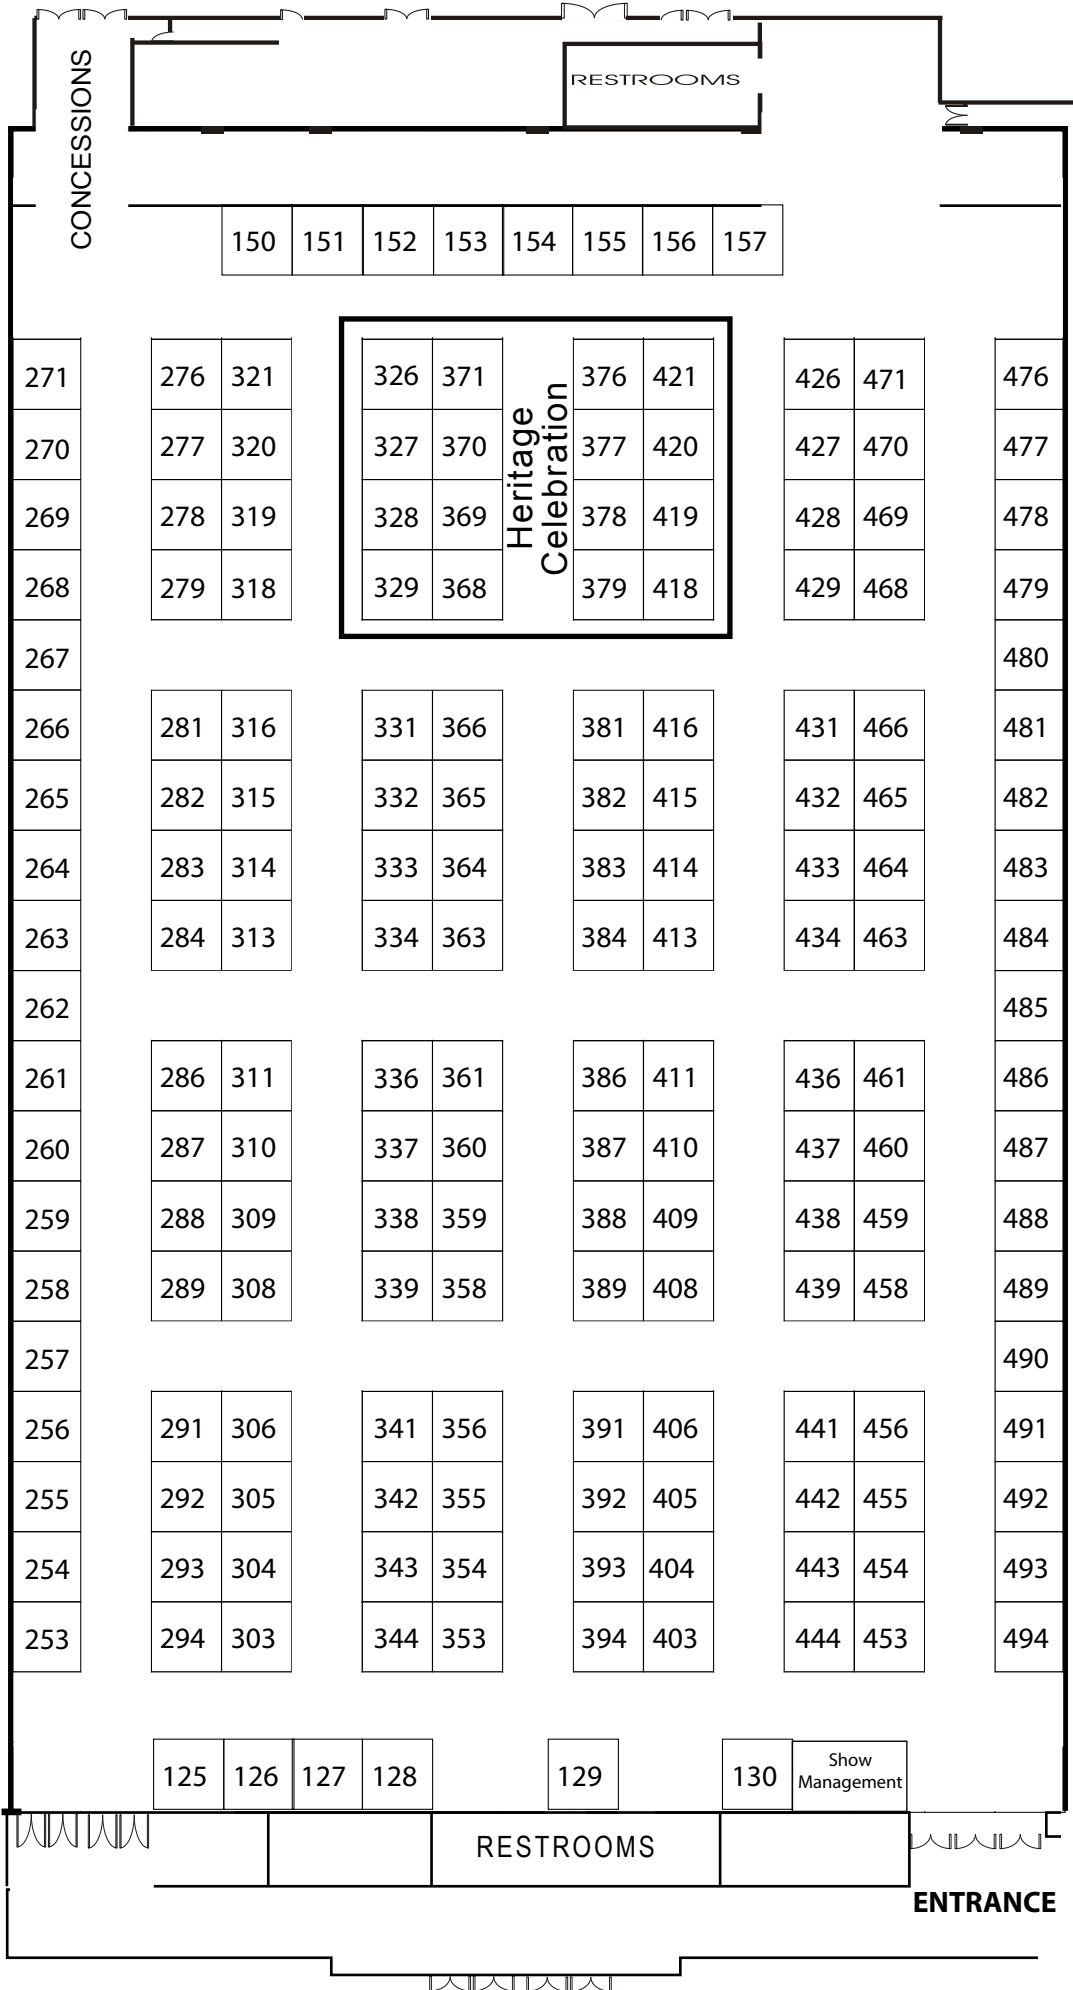 CONCESSIONS
RESTROOMS
150 151 152 153 154 155 156 157
271 276 321 326 371 376 421 426 471 476
270 277 320 327 370 377 420 427 470 477
269 278 319 328 369 378 419 428 469 478
268 279 318 329 368 379 418 429 468 479
Heritage
Celebration
267 480
266 281 316 331 366 381 416 431 466 481
265 282 315 332 365 382 415 432 465 482
264 283 314 333 364 383 414 433 464 483
263 284 313 334 363 384 413 434 463 484
262 485
261 286 311 336 361 386 411 436 461 486
260 287 310 337 360 387 410 437 460 487
259 288 309 338 359 388 409 438 459 488
258 289 308 339 358 389 408 439 458 489
257 490
256 291 306 341 356 391 406 441 456 491
255 292 305 342 355 392 405 442 455 492
254 293 304 343 354 393 404 443 454 493
253 294 303 344 353 394 403 444 453 494
125 126 127 128 129 130
Show
Management
RESTROOMS
ENTRANCE